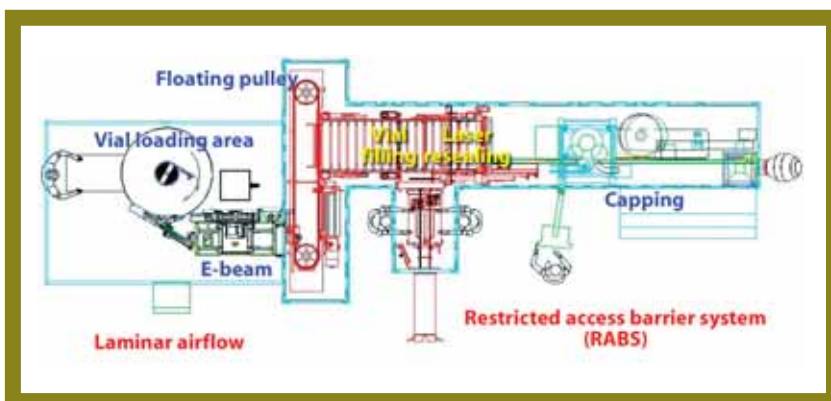 Floating pulley
Vial loading area
Vial
filling
Laser
resealing
Capping
E-beam
Laminar airflow
Restricted access barrier system
(RABS)